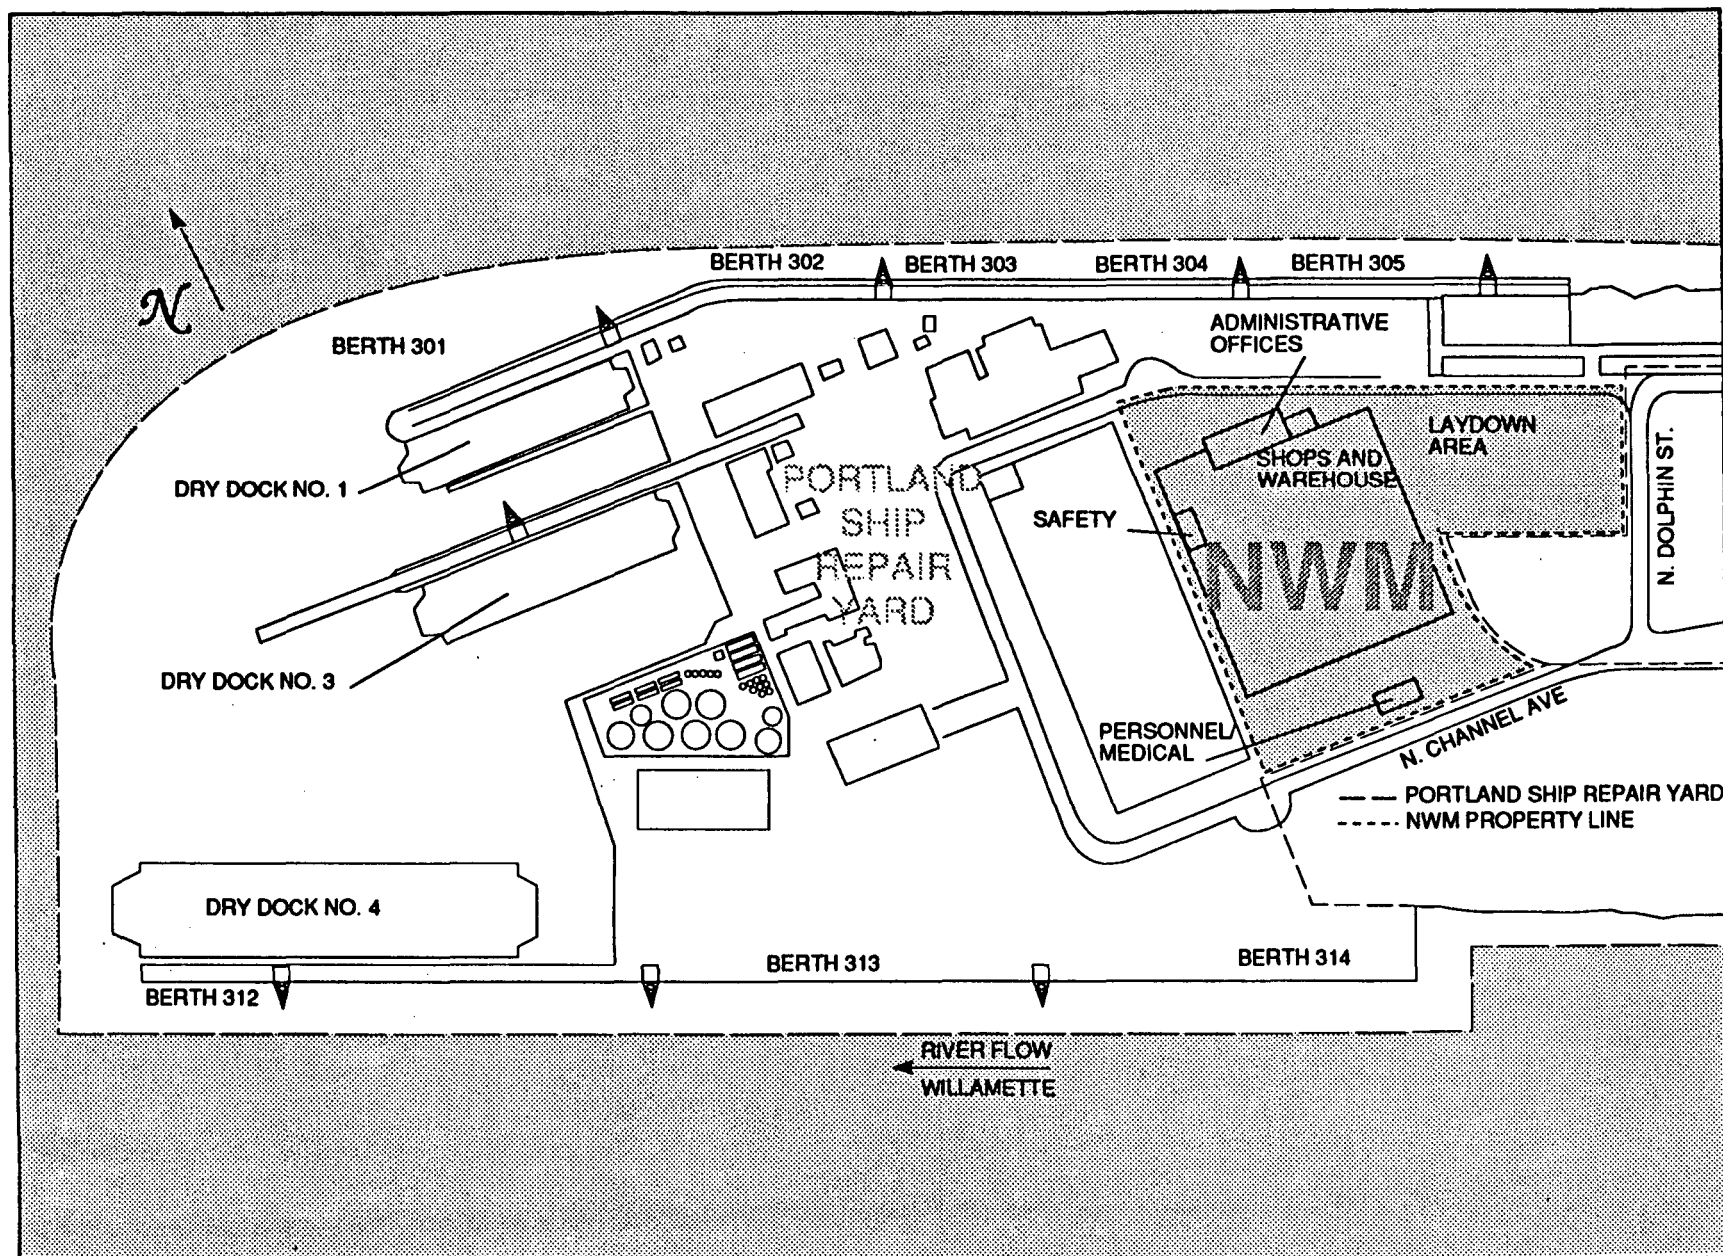 BERTH 302
BERTH 303
BERTH 304
BERTH 305
N
BERTH 301
ADMINISTRATIVE
OFFICES
LAYDOWN
AREA
SHOPS AND
WAREHOUSE
DRY DOCK NO. 1
PORTLAND
SHIP
REPAIR
YARD
SAFETY
NWM
N. DOLPHIN ST.
DRY DOCK NO. 3
PERSONNEL/
MEDICAL
N. CHANNEL AVE
PORTLAND SHIP REPAIR YARD
NWM PROPERTY LINE
DRY DOCK NO. 4
BERTH 312
BERTH 313
BERTH 314
RIVER FLOW
WILLAMETTE